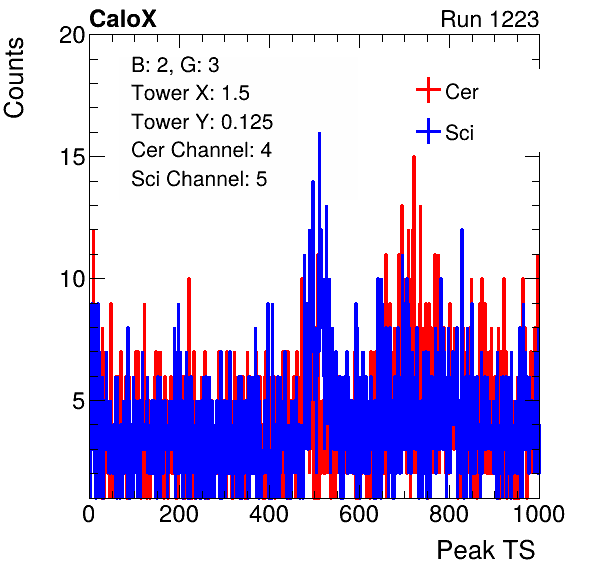 CaloX Run 1223
Counts
20
15
10
5
B: 2, G: 3
Tower X: 1.5
Tower Y: 0.125
Cer Channel: 4
Sci Channel: 5
Cer
Sci
0 200 400 600 800 1000
Peak TS